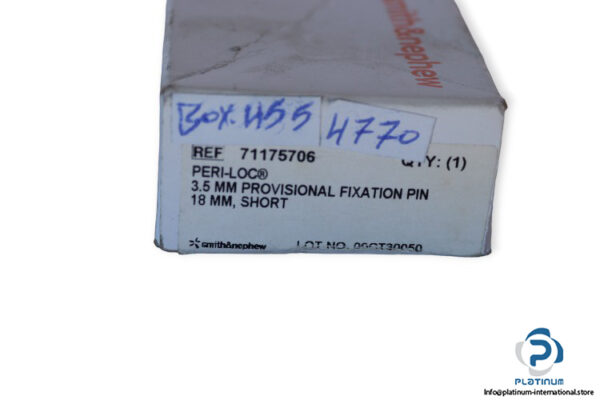 smith&nephew
Box.455
4770
REF 71175706 QTY: (1)
PERI-LOC®
3.5 MM PROVISIONAL FIXATION PIN
18 MM, SHORT
smith&nephew LOT NO.
PLATINUM
Info@platinum-international.store